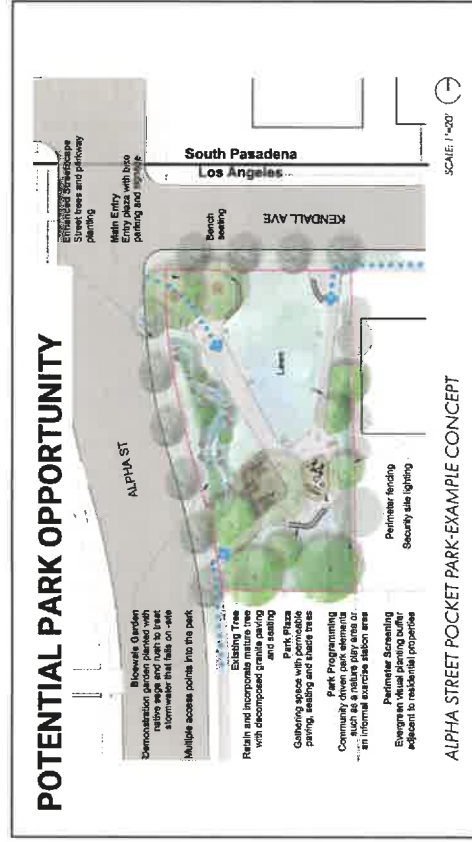 POTENTIAL PARK OPPORTUNITY
Enhanced Streetscape
Street trees and parkway
planting
Main Entry
Entry plaza with bike
parking and signage
South Pasadena
Los Angeles
KENDALL AVE
Bench
seating
ALPHA ST
Lawn
Bioswale Garden
Demonstration garden planted with
native sage and rush to treat
stormwater that falls on-site
Multiple access points into the park
Existing Tree
Retain and incorporate mature tree
with decomposed granite paving
and seating
Park Plaza
Gathering space with permeable
paving, seating and shade trees
Park Programming
Community driven park elements
such as a nature play area or
an informal exercise station area
Perimeter Screening
Evergreen visual planting buffer
adjacent to residential properties
Perimeter fencing
Security site lighting
ALPHA STREET POCKET PARK-EXAMPLE CONCEPT
SCALE: 1"=20'